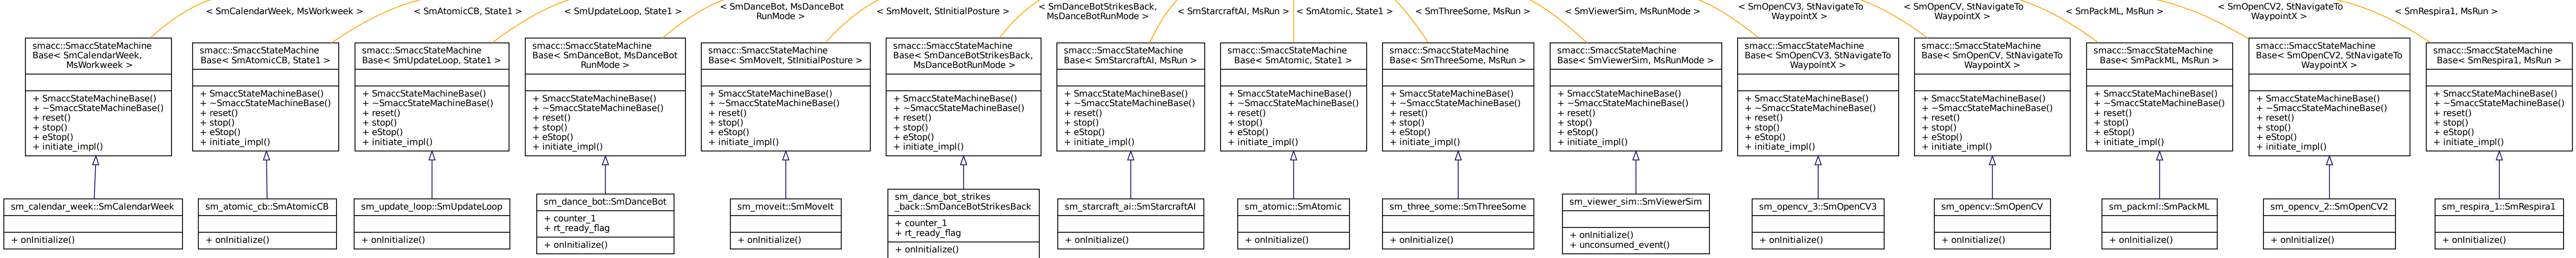 < SmCalendarWeek, MsWorkweek >
< SmAtomicCB, State1 >
< SmUpdateLoop, State1 >
< SmDanceBot, MsDanceBot
RunMode >
< SmMoveIt, StInitialPosture >
< SmDanceBotStrikesBack,
MsDanceBotRunMode >
< SmStarcraftAI, MsRun >
< SmAtomic, State1 >
< SmThreeSome, MsRun >
< SmViewerSim, MsRunMode >
< SmOpenCV3, StNavigateTo
WaypointX >
< SmOpenCV, StNavigateTo
WaypointX >
< SmPackML, MsRun >
< SmOpenCV2, StNavigateTo
WaypointX >
< SmRespira1, MsRun >
smacc::SmaccStateMachine
Base< SmCalendarWeek,
MsWorkweek >
+ SmaccStateMachineBase()
+ ~SmaccStateMachineBase()
+ reset()
+ stop()
+ eStop()
+ initiate_impl()
smacc::SmaccStateMachine
Base< SmAtomicCB, State1 >
+ SmaccStateMachineBase()
+ ~SmaccStateMachineBase()
+ reset()
+ stop()
+ eStop()
+ initiate_impl()
smacc::SmaccStateMachine
Base< SmUpdateLoop, State1 >
+ SmaccStateMachineBase()
+ ~SmaccStateMachineBase()
+ reset()
+ stop()
+ eStop()
+ initiate_impl()
smacc::SmaccStateMachine
Base< SmDanceBot, MsDanceBot
RunMode >
+ SmaccStateMachineBase()
+ ~SmaccStateMachineBase()
+ reset()
+ stop()
+ eStop()
+ initiate_impl()
smacc::SmaccStateMachine
Base< SmMoveIt, StInitialPosture >
+ SmaccStateMachineBase()
+ ~SmaccStateMachineBase()
+ reset()
+ stop()
+ eStop()
+ initiate_impl()
smacc::SmaccStateMachine
Base< SmDanceBotStrikesBack,
MsDanceBotRunMode >
+ SmaccStateMachineBase()
+ ~SmaccStateMachineBase()
+ reset()
+ stop()
+ eStop()
+ initiate_impl()
smacc::SmaccStateMachine
Base< SmStarcraftAI, MsRun >
+ SmaccStateMachineBase()
+ ~SmaccStateMachineBase()
+ reset()
+ stop()
+ eStop()
+ initiate_impl()
smacc::SmaccStateMachine
Base< SmAtomic, State1 >
+ SmaccStateMachineBase()
+ ~SmaccStateMachineBase()
+ reset()
+ stop()
+ eStop()
+ initiate_impl()
smacc::SmaccStateMachine
Base< SmThreeSome, MsRun >
+ SmaccStateMachineBase()
+ ~SmaccStateMachineBase()
+ reset()
+ stop()
+ eStop()
+ initiate_impl()
smacc::SmaccStateMachine
Base< SmViewerSim, MsRunMode >
+ SmaccStateMachineBase()
+ ~SmaccStateMachineBase()
+ reset()
+ stop()
+ eStop()
+ initiate_impl()
smacc::SmaccStateMachine
Base< SmOpenCV3, StNavigateTo
WaypointX >
+ SmaccStateMachineBase()
+ ~SmaccStateMachineBase()
+ reset()
+ stop()
+ eStop()
+ initiate_impl()
smacc::SmaccStateMachine
Base< SmOpenCV, StNavigateTo
WaypointX >
+ SmaccStateMachineBase()
+ ~SmaccStateMachineBase()
+ reset()
+ stop()
+ eStop()
+ initiate_impl()
smacc::SmaccStateMachine
Base< SmPackML, MsRun >
+ SmaccStateMachineBase()
+ ~SmaccStateMachineBase()
+ reset()
+ stop()
+ eStop()
+ initiate_impl()
smacc::SmaccStateMachine
Base< SmOpenCV2, StNavigateTo
WaypointX >
+ SmaccStateMachineBase()
+ ~SmaccStateMachineBase()
+ reset()
+ stop()
+ eStop()
+ initiate_impl()
smacc::SmaccStateMachine
Base< SmRespira1, MsRun >
+ SmaccStateMachineBase()
+ ~SmaccStateMachineBase()
+ reset()
+ stop()
+ eStop()
+ initiate_impl()
sm_calendar_week::SmCalendarWeek
+ onInitialize()
sm_atomic_cb::SmAtomicCB
+ onInitialize()
sm_update_loop::SmUpdateLoop
+ onInitialize()
sm_dance_bot::SmDanceBot
+ counter_1
+ rt_ready_flag
+ onInitialize()
sm_moveit::SmMoveIt
+ onInitialize()
sm_dance_bot_strikes
_back::SmDanceBotStrikesBack
+ counter_1
+ rt_ready_flag
+ onInitialize()
sm_starcraft_ai::SmStarcraftAI
+ onInitialize()
sm_atomic::SmAtomic
+ onInitialize()
sm_three_some::SmThreeSome
+ onInitialize()
sm_viewer_sim::SmViewerSim
+ onInitialize()
+ unconsumed_event()
sm_opencv_3::SmOpenCV3
+ onInitialize()
sm_opencv::SmOpenCV
+ onInitialize()
sm_packml::SmPackML
+ onInitialize()
sm_opencv_2::SmOpenCV2
+ onInitialize()
sm_respira_1::SmRespira1
+ onInitialize()